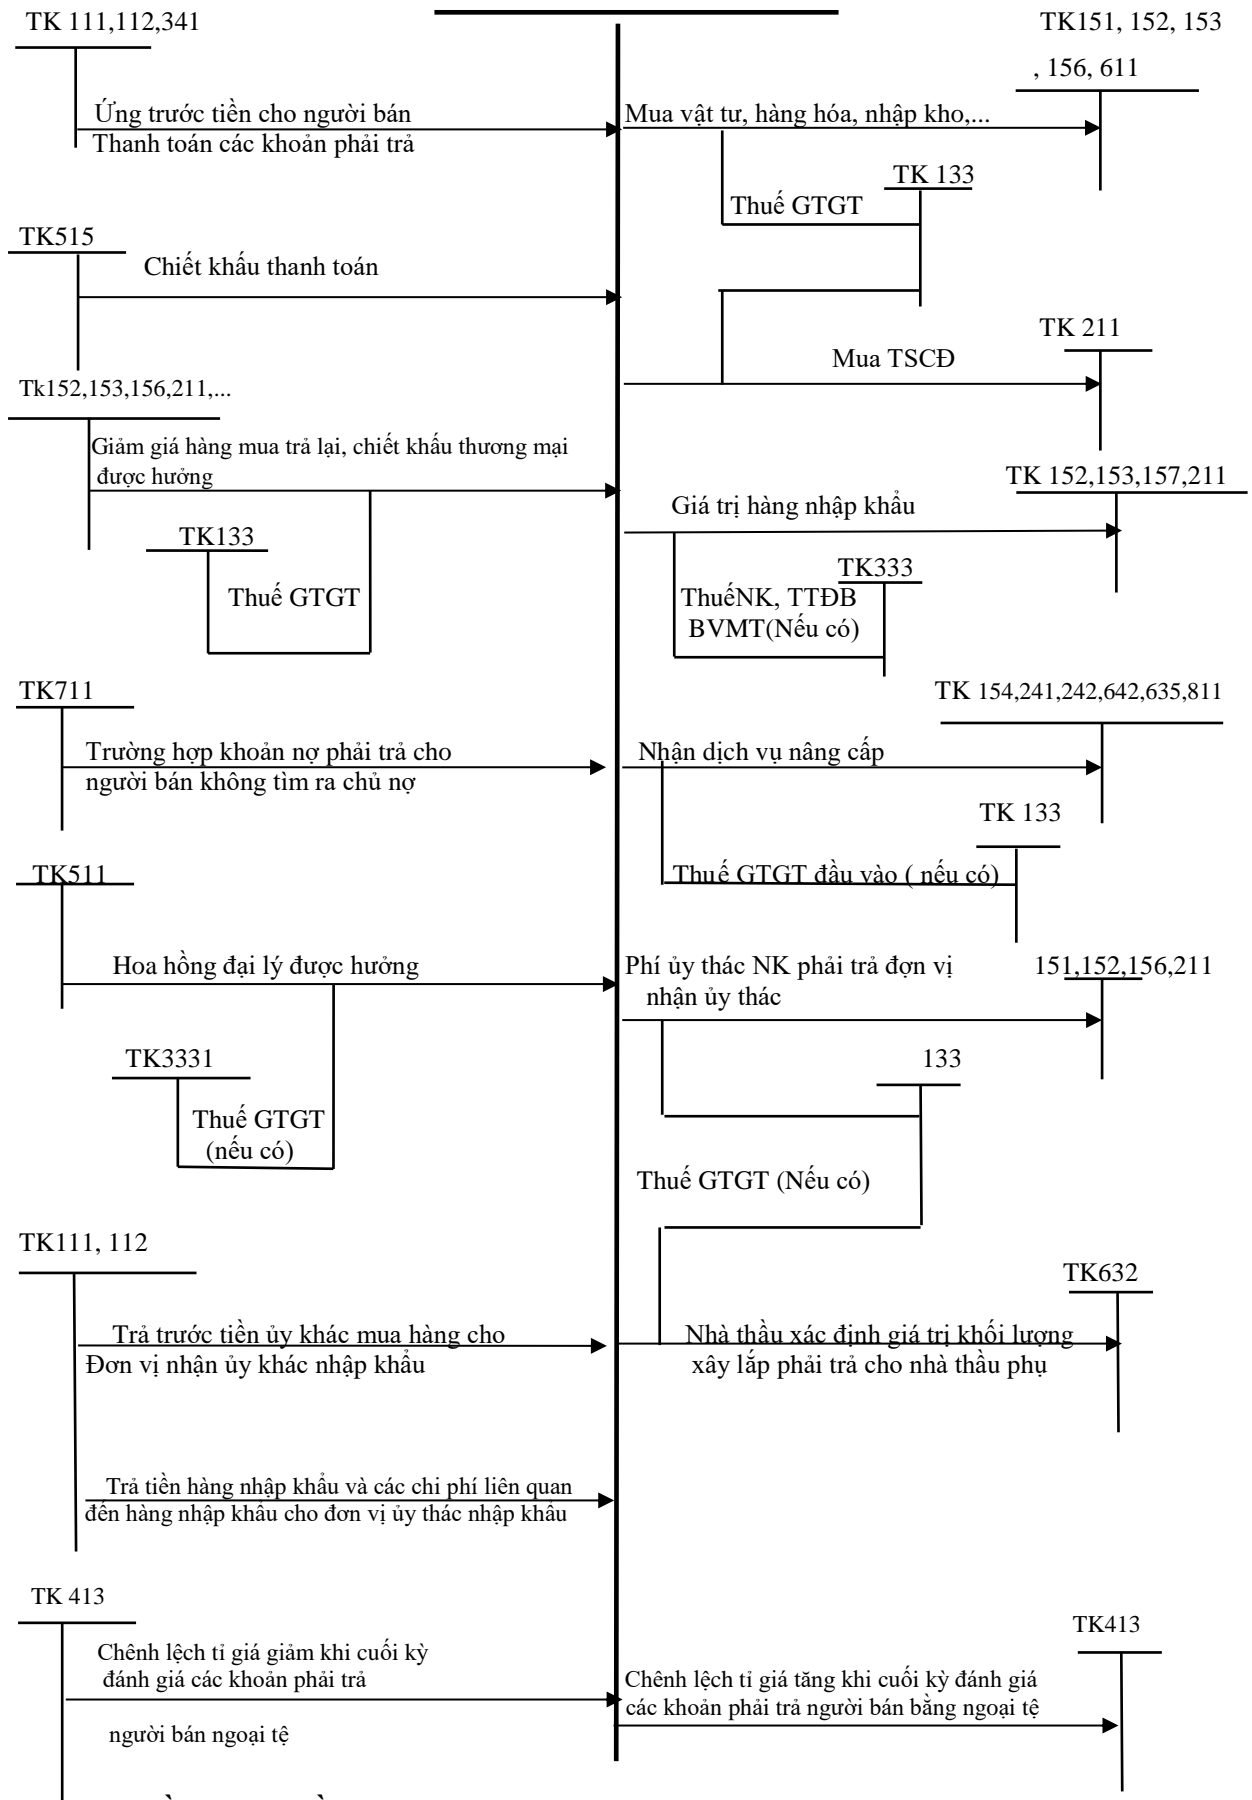 TK 111,112,341
TK151, 152, 153
, 156, 611
Ứng trước tiền cho người bán
Thanh toán các khoản phải trả
Mua vật tư, hàng hóa, nhập kho,...
TK 133
Thuế GTGT
TK515
Chiết khấu thanh toán
TK 211
Mua TSCĐ
Tk152,153,156,211,...
Giảm giá hàng mua trả lại, chiết khấu thương mại
được hưởng
TK133
Thuế GTGT
TK 152,153,157,211
Giá trị hàng nhập khẩu
TK333
ThuếNK, TTĐB
BVMT(Nếu có)
TK711
Trường hợp khoản nợ phải trả cho
người bán không tìm ra chủ nợ
TK 154,241,242,642,635,811
Nhận dịch vụ nâng cấp
TK 133
Thuế GTGT đầu vào ( nếu có)
TK511
Hoa hồng đại lý được hưởng
TK3331
Thuế GTGT
(nếu có)
Phí ủy thác NK phải trả đợn vị
nhận ủy thác
151,152,156,211
133
Thuế GTGT (Nếu có)
TK111, 112
Trả trước tiền ủy khác mua hàng cho
Đơn vị nhận ủy khác nhập khẩu
TK632
Nhà thầu xác định giá trị khối lượng
xây lắp phải trả cho nhà thầu phụ
Trả tiền hàng nhập khẩu và các chi phí liên quan
đến hàng nhập khẩu cho đơn vị ủy thác nhập khẩu
TK 413
Chênh lệch tỉ giá giảm khi cuối kỳ
đánh giá các khoản phải trả
người bán ngoại tệ
TK413
Chênh lệch tỉ giá tăng khi cuối kỳ đánh giá
các khoản phải trả người bán bằng ngoại tệ